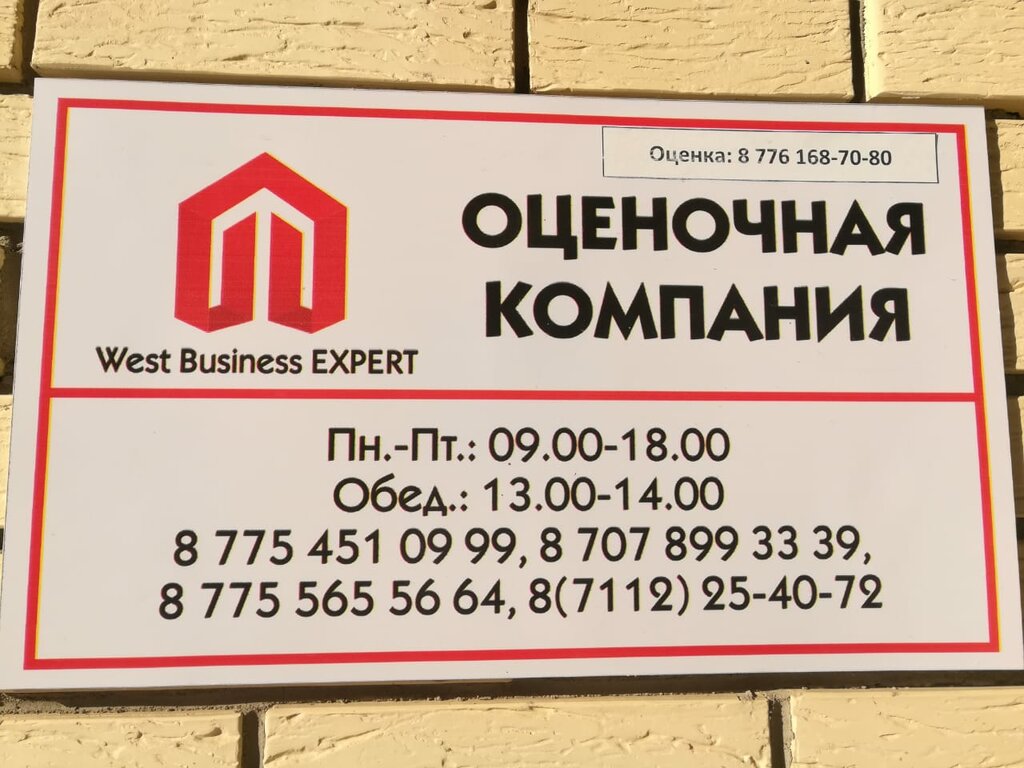 Оценка: 8 776 168-70-80
ОЦЕНОЧНАЯ
КОМПАНИЯ
West Business EXPERT
Пн.-Пт.: 09.00-18.00
Обед.: 13.00-14.00
8 775 451 09 99, 8 707 899 33 39,
8 775 565 56 64, 8(7112) 25-40-72